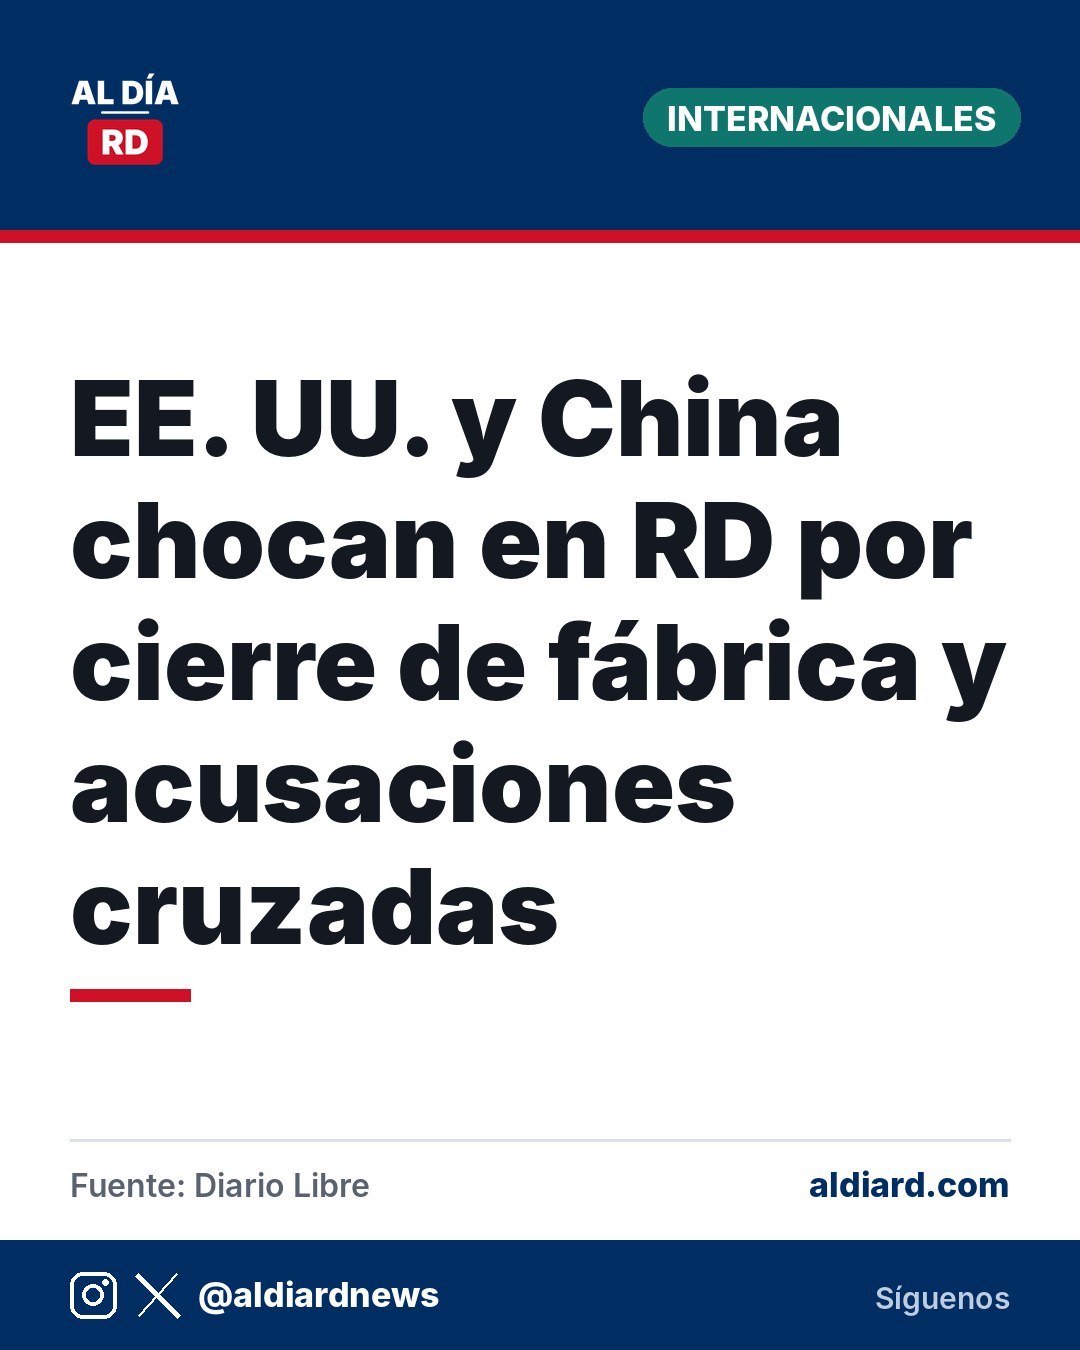 AL DÍA
RD
INTERNACIONALES
EE. UU. y China
chocan en RD por
cierre de fábrica y
acusaciones
cruzadas
Fuente: Diario Libre
aldiard.com
@aldiardnews
Síguenos